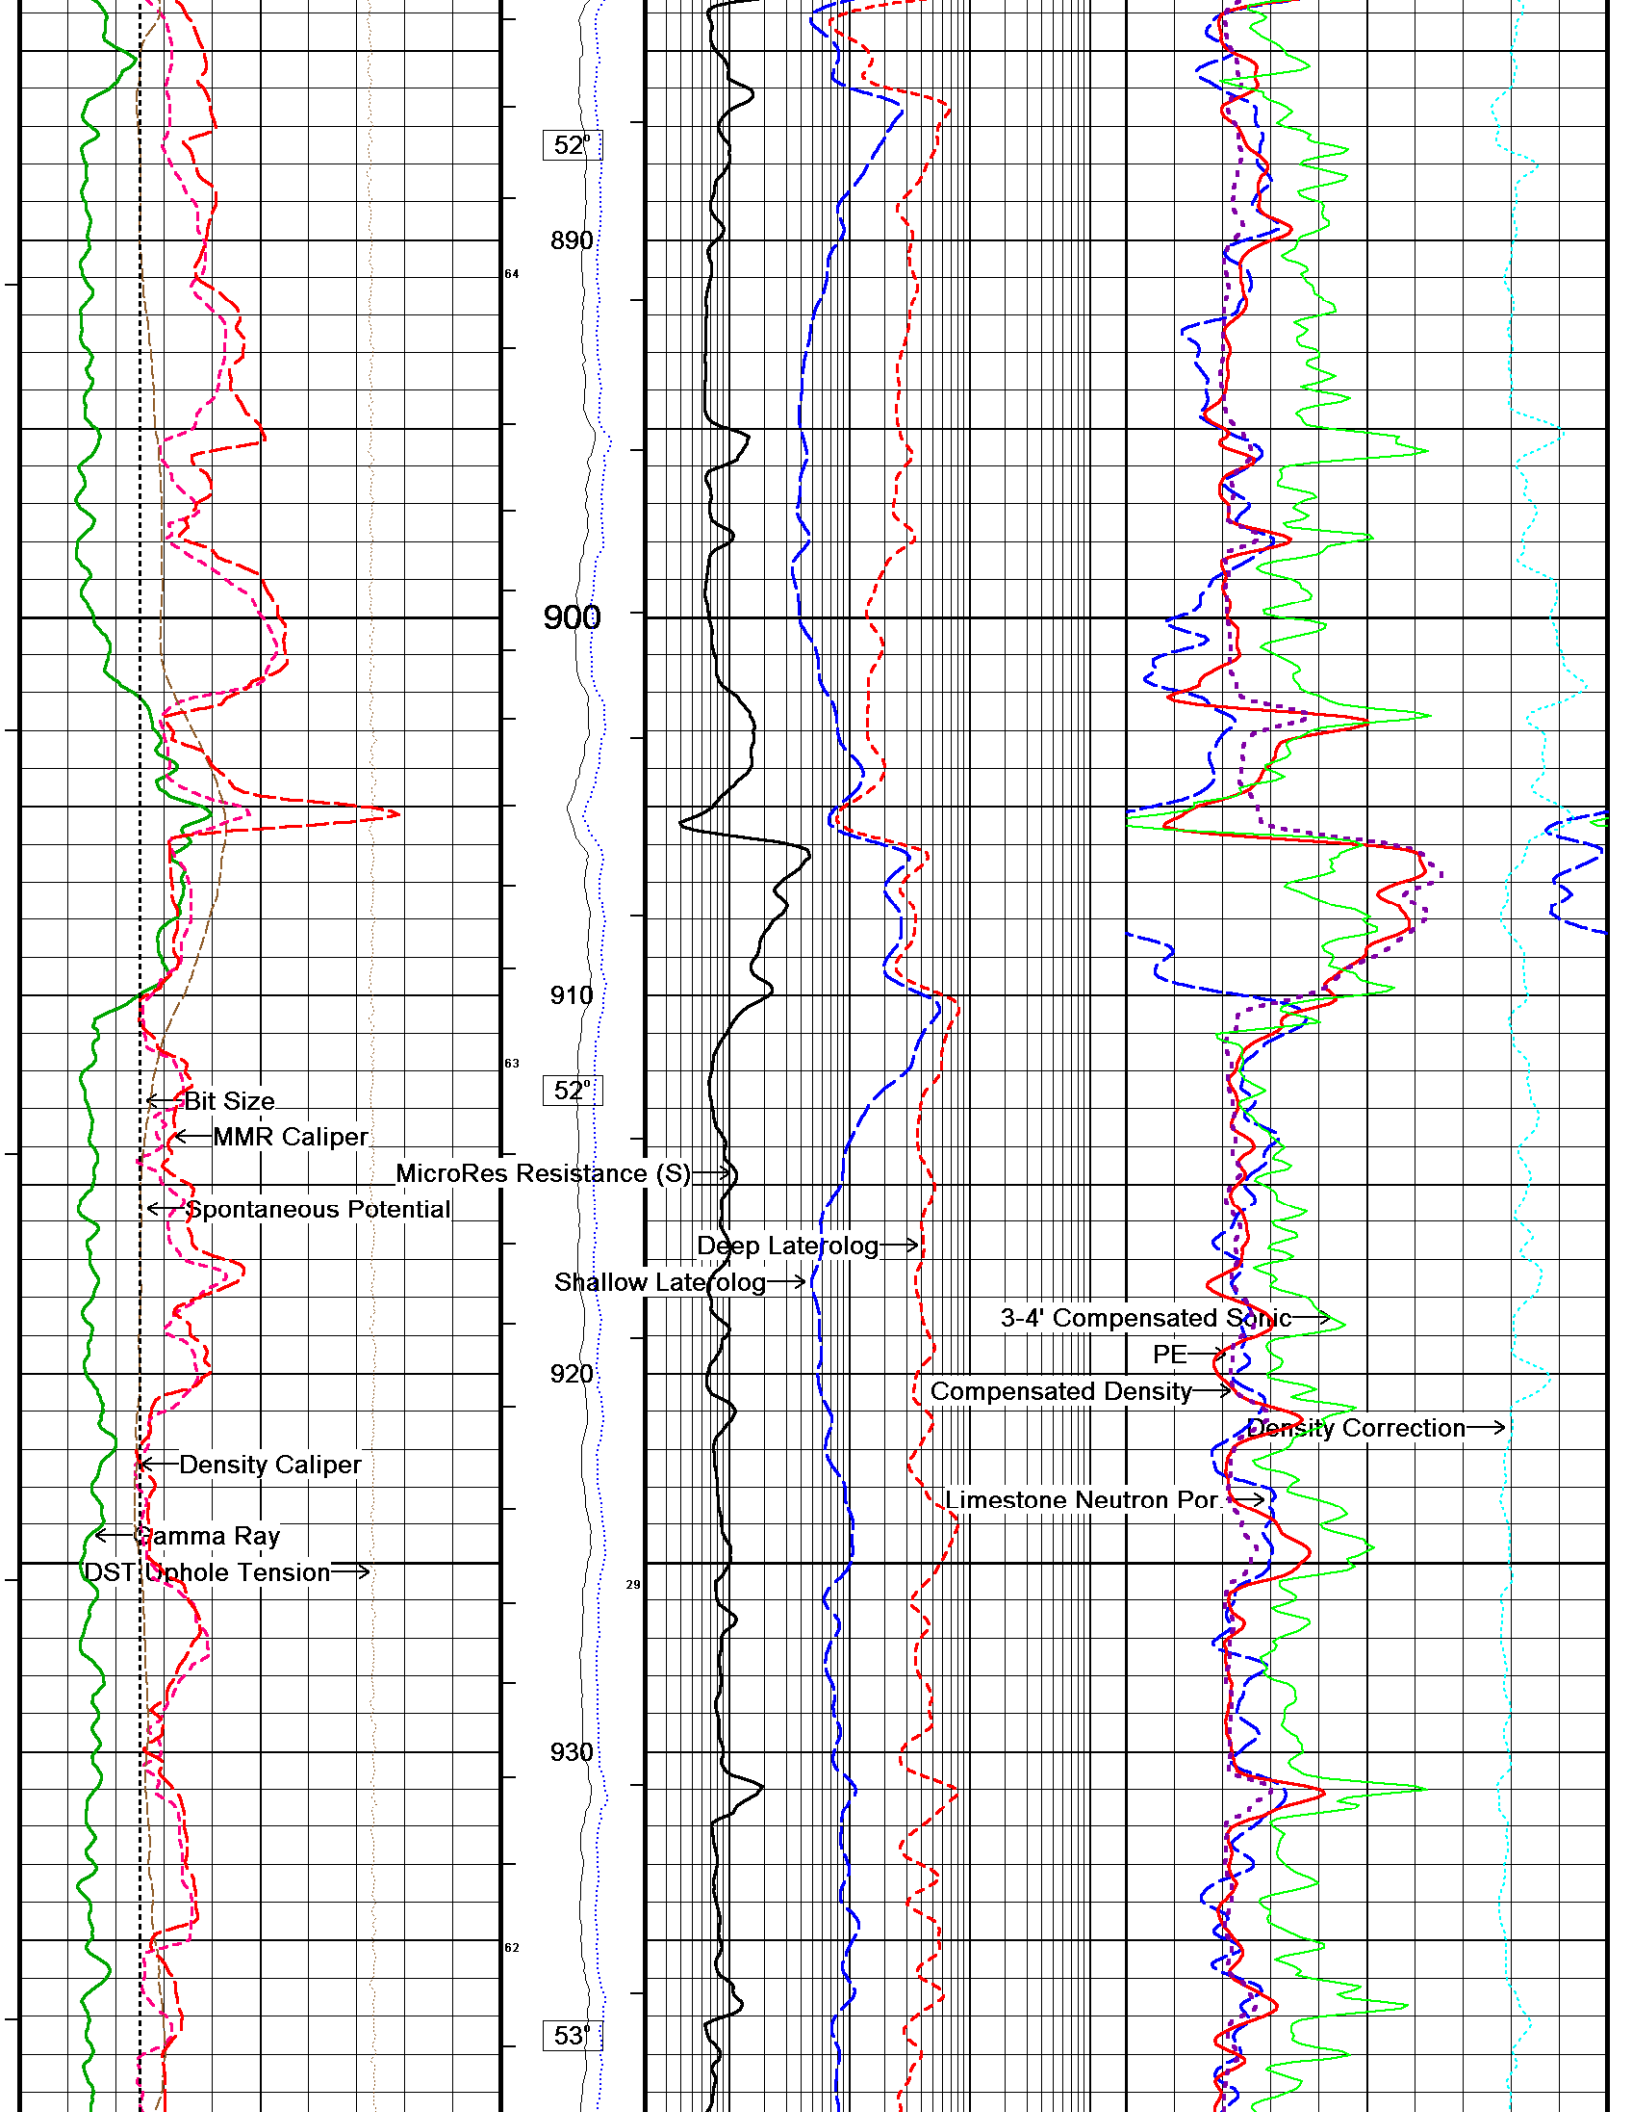 52°
890
64
900
910
63
52°
Bit Size
MMR Caliper
MicroRes Resistance (S)
Spontaneous Potential
Deep Laterolog
Shallow Laterolog
3-4' Compensated Sonic
PE
920
Compensated Density
Density Correction
Density Caliper
Limestone Neutron Por.
Gamma Ray
DST Uphole Tension
29
930
62
53°